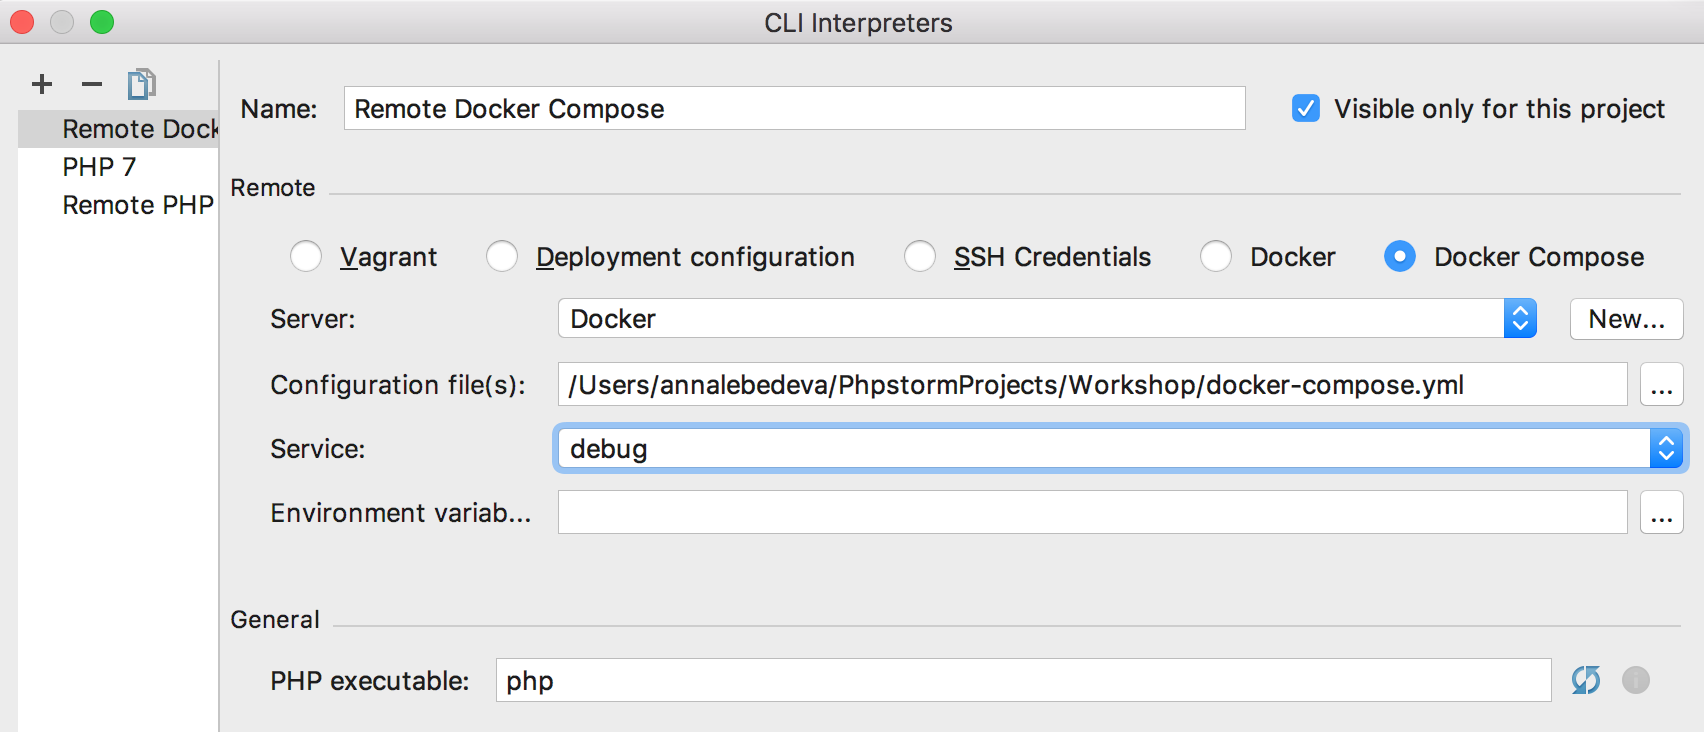 CLI Interpreters
Remote Dock
PHP 7
Remote PHP
Name: Remote Docker Compose Visible only for this project
Remote
Vagrant Deployment configuration SSH Credentials Docker Docker Compose
Server: Docker New...
Configuration file(s): /Users/annalebedeva/PhpstormProjects/Workshop/docker-compose.yml ...
Service: debug
Environment variab... ...
General
PHP executable: php